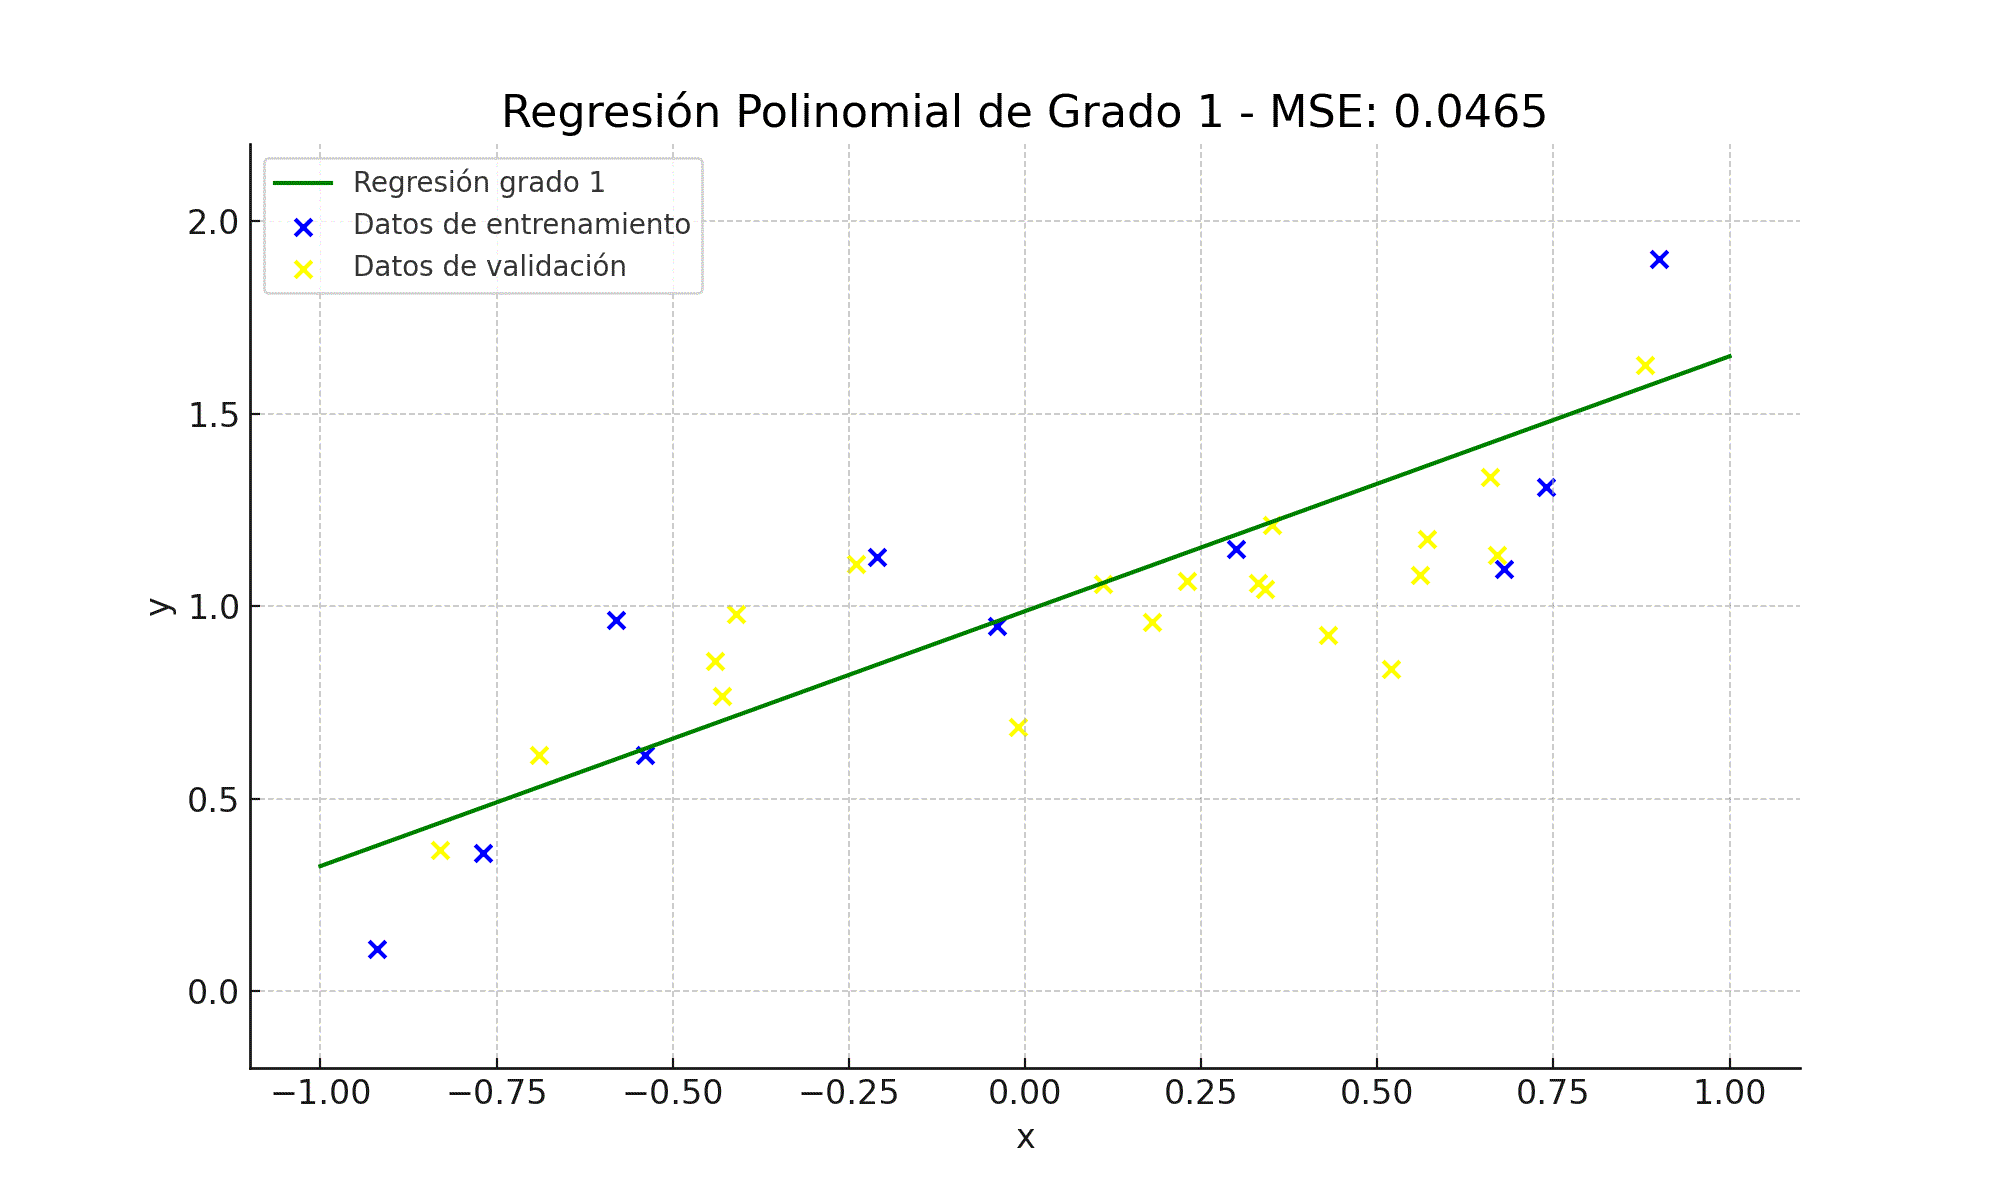 Regresión Polinomial de Grado 1 - MSE: 0.0465
Regresión grado 1
Datos de entrenamiento
Datos de validación
2.0
1.5
1.0
0.5
0.0
y
−1.00 −0.75 −0.50 −0.25 0.00 0.25 0.50 0.75 1.00
x